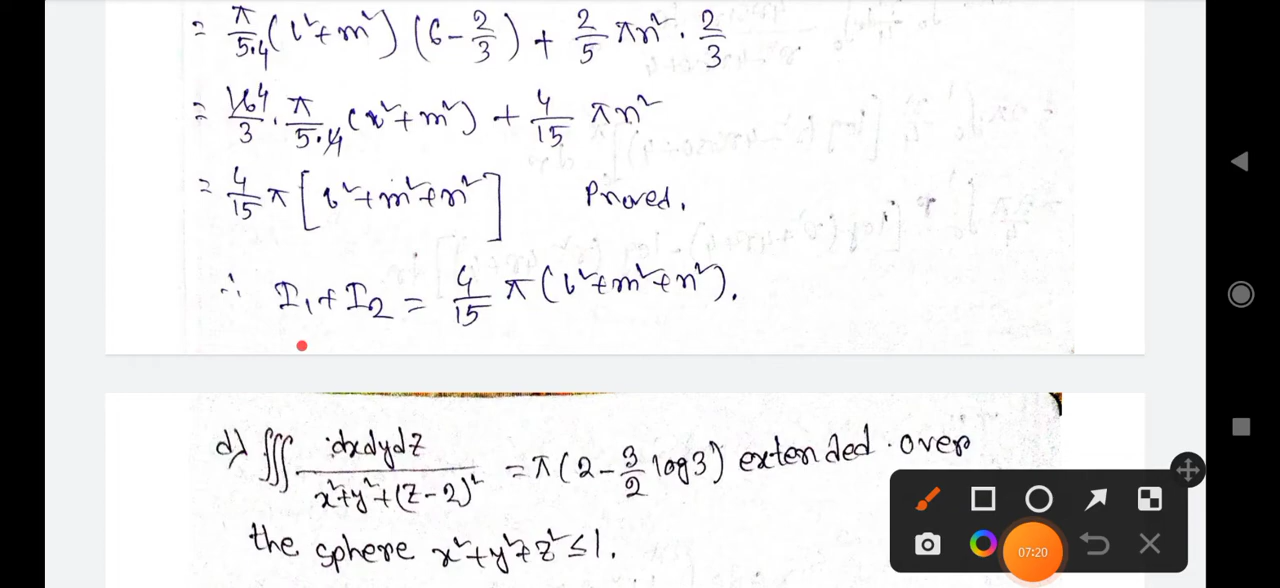 = π/5.4 (l²+m²) (6 - 2/3) + 2/5 πn² . 2/3
= 16 4/3 . π/5.4 (x²+m²) + 4/15 πn²
= 4/15 π [l²+m²+n²] Proved.
∴ I₁+I₂ = 4/15 π (l²+m²+n²).
d) ∭ dxdydz / x²+y²+(z-2)² = π(2 - 3/2 log3) extended over
the sphere x²+y²+z² ≤ 1.
07:20